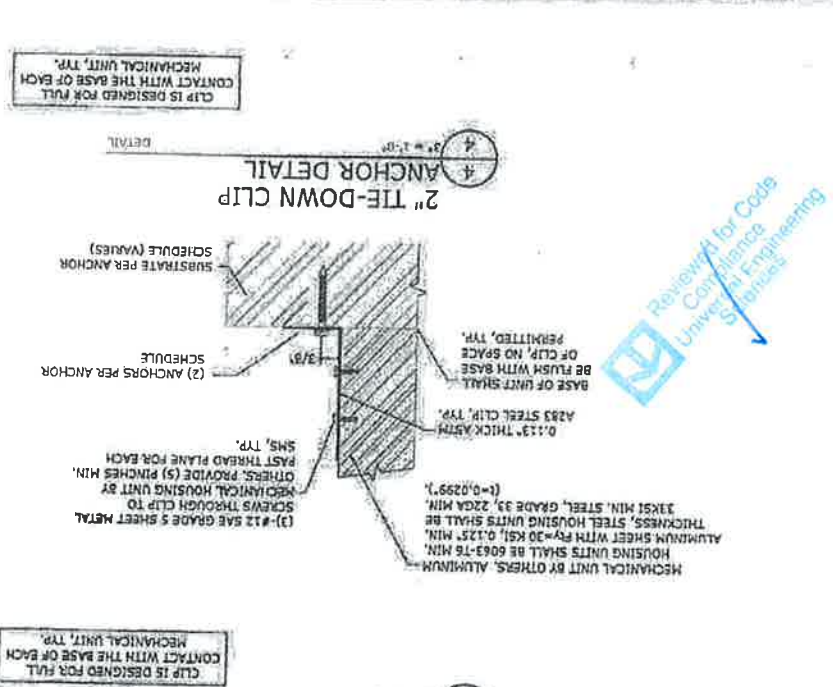 CLIP IS DESIGNED FOR FULL
CONTACT WITH THE BASE OF EACH
MECHANICAL UNIT, TYP.
MECHANICAL UNIT BY OTHERS. ALUMINUM
HOUSING UNITS SHALL BE 6063-T6 MIN.
ALUMINUM SHEET WITH Fty=30 KSI, 0.125" MIN.
THICKNESS, STEEL HOUSING UNITS SHALL BE
33KSI MIN. STEEL, GRADE 33, 22GA MIN.
(t=0.0299").
(3)-#12 SAE GRADE 5 SHEET METAL
SCREWS THROUGH CLIP TO
MECHANICAL HOUSING UNIT BY
OTHERS. PROVIDE (5) PINCHES MIN.
PAST THREAD PLANE FOR EACH
SMS, TYP.
0.113" THICK ASTM
A283 STEEL CLIP, TYP.
BASE OF UNIT SHALL
BE FLUSH WITH BASE
OF CLIP, NO SPACE
PERMITTED, TYP.
3/8"
(2) ANCHORS PER ANCHOR
SCHEDULE
SUBSTRATE PER ANCHOR
SCHEDULE (VARIES)
Reviewed for Code
Compliance
Universal Engineering
Sciences
2" TIE-DOWN CLIP
4 ANCHOR DETAIL
4 3" = 1'-0" DETAIL
CLIP IS DESIGNED FOR FULL
CONTACT WITH THE BASE OF EACH
MECHANICAL UNIT, TYP.